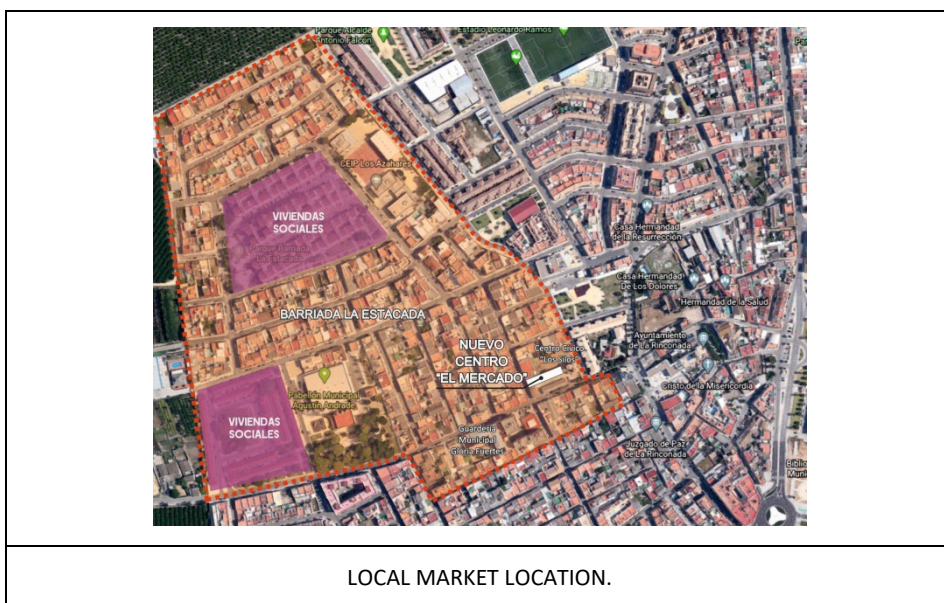 Parque Alcalde
Antonio Falcón
Estadio Leonardo Ramos
CEIP Los Azahares
VIVIENDAS
SOCIALES
Casa Hermandad
de la Resurrección
Casa Hermandad
De Los Dolores
Hermandad de la Salud
BARRIADA LA ESTACADA
NUEVO
CENTRO
"EL MERCADO"
Centro Cívico
"Los Silos"
Ayuntamiento
de La Rinconada
Cristo de la Misericordia
Pabellón Municipal
Agustín Andrade
VIVIENDAS
SOCIALES
Guardería
Municipal
Gloria Fuertes
Juzgado de Paz
de La Rinconada
LOCAL MARKET LOCATION.